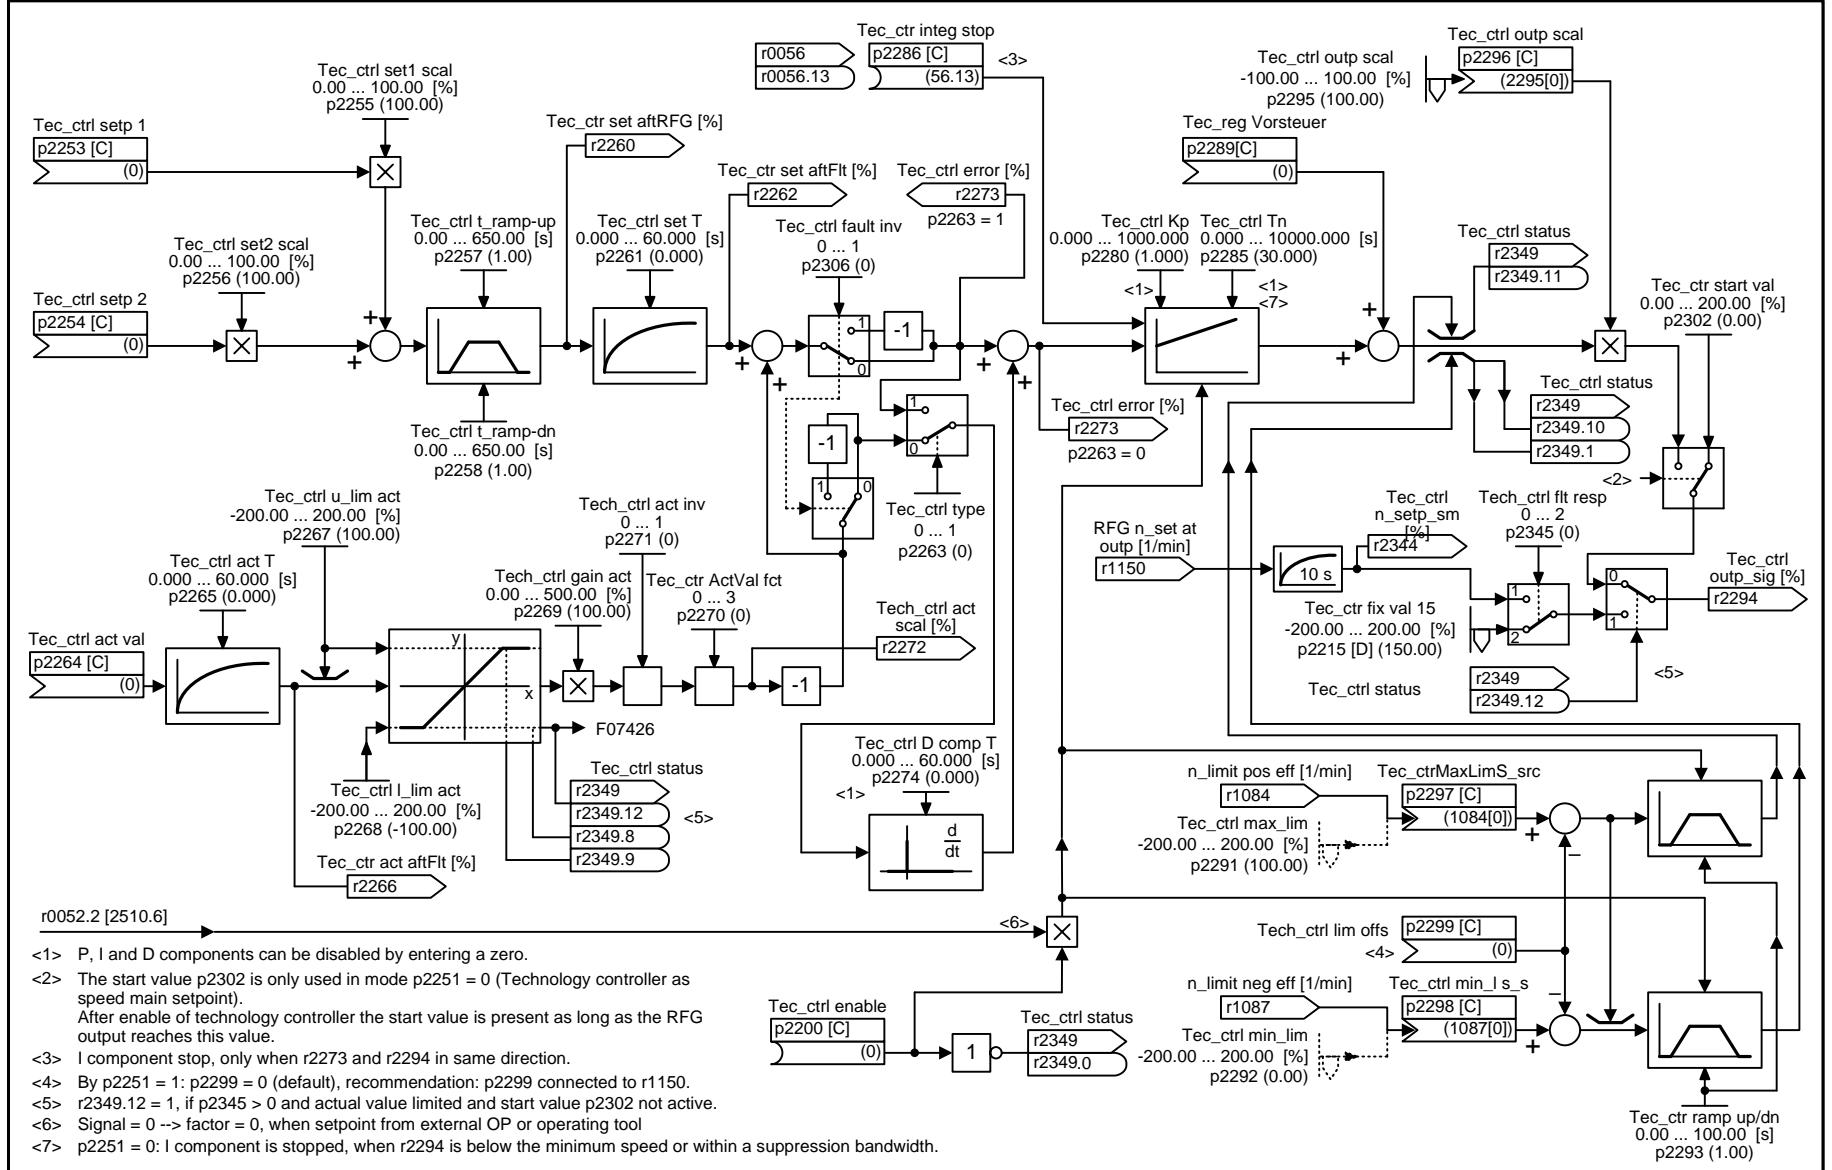 Tec_ctrl set1 scal
0.00 ... 100.00 [%]
p2255 (100.00)
Tec_ctrl setp 1
p2253 [C]
(0)
Tec_ctrl set2 scal
0.00 ... 100.00 [%]
p2256 (100.00)
Tec_ctrl setp 2
p2254 [C]
(0)
+
+
Tec_ctrl t_ramp-up
0.00 ... 650.00 [s]
p2257 (1.00)
Tec_ctrl t_ramp-dn
0.00 ... 650.00 [s]
p2258 (1.00)
Tec_ctr set aftRFG [%]
r2260
Tec_ctrl set T
0.000 ... 60.000 [s]
p2261 (0.000)
Tec_ctr set aftFlt [%]
r2262
+
+
Tec_ctrl fault inv
0 ... 1
p2306 (0)
1
0
-1
Tec_ctrl error [%]
r2273
p2263 = 1
r0056
r0056.13
Tec_ctr integ stop
p2286 [C]
(56.13)
<3>
+
+
Tec_ctrl Kp
0.000 ... 1000.000
p2280 (1.000)
<1>
Tec_ctrl Tn
0.000 ... 10000.000 [s]
p2285 (30.000)
<1>
<7>
Tec_ctrl error [%]
r2273
p2263 = 0
Tec_reg Vorsteuer
p2289[C]
(0)
+
+
Tec_ctrl outp scal
-100.00 ... 100.00 [%]
p2295 (100.00)
Tec_ctrl outp scal
p2296 [C]
(2295[0])
Tec_ctrl status
r2349
r2349.11
Tec_ctr start val
0.00 ... 200.00 [%]
p2302 (0.00)
Tec_ctrl status
r2349
r2349.10
r2349.1
<2>
-1
1
0
1
0
Tec_ctrl type
0 ... 1
p2263 (0)
Tec_ctrl u_lim act
-200.00 ... 200.00 [%]
p2267 (100.00)
Tec_ctrl act T
0.000 ... 60.000 [s]
p2265 (0.000)
Tec_ctrl act val
p2264 [C]
(0)
y
x
Tech_ctrl act inv
0 ... 1
p2271 (0)
Tech_ctrl gain act
0.00 ... 500.00 [%]
p2269 (100.00)
Tec_ctr ActVal fct
0 ... 3
p2270 (0)
Tech_ctrl act
scal [%]
r2272
-1
F07426
Tec_ctrl l_lim act
-200.00 ... 200.00 [%]
p2268 (-100.00)
Tec_ctr act aftFlt [%]
r2266
Tec_ctrl status
r2349
r2349.12
r2349.8
r2349.9
<5>
Tec_ctrl D comp T
0.000 ... 60.000 [s]
p2274 (0.000)
<1>
d
dt
RFG n_set at
outp [1/min]
r1150
10 s
Tec_ctrl
n_setp_sm
[%]
r2344
Tech_ctrl flt resp
0 ... 2
p2345 (0)
1
2
Tec_ctr fix val 15
-200.00 ... 200.00 [%]
p2215 [D] (150.00)
0
1
Tec_ctrl
outp_sig [%]
r2294
Tec_ctrl status
r2349
r2349.12
<5>
n_limit pos eff [1/min]
r1084
Tec_ctrl max_lim
-200.00 ... 200.00 [%]
p2291 (100.00)
Tec_ctrMaxLimS_src
p2297 [C]
(1084[0])
+
–
Tech_ctrl lim offs
<4>
p2299 [C]
(0)
n_limit neg eff [1/min]
r1087
Tec_ctrl min_lim
-200.00 ... 200.00 [%]
p2292 (0.00)
Tec_ctrl min_l s_s
p2298 [C]
(1087[0])
–
+
Tec_ctr ramp up/dn
0.00 ... 100.00 [s]
p2293 (1.00)
r0052.2 [2510.6]
<6>
Tec_ctrl enable
p2200 [C]
(0)
1
Tec_ctrl status
r2349
r2349.0
<1> P, I and D components can be disabled by entering a zero.
<2> The start value p2302 is only used in mode p2251 = 0 (Technology controller as
speed main setpoint).
After enable of technology controller the start value is present as long as the RFG
output reaches this value.
<3> I component stop, only when r2273 and r2294 in same direction.
<4> By p2251 = 1: p2299 = 0 (default), recommendation: p2299 connected to r1150.
<5> r2349.12 = 1, if p2345 > 0 and actual value limited and start value p2302 not active.
<6> Signal = 0 --> factor = 0, when setpoint from external OP or operating tool
<7> p2251 = 0: I component is stopped, when r2294 is below the minimum speed or within a suppression bandwidth.